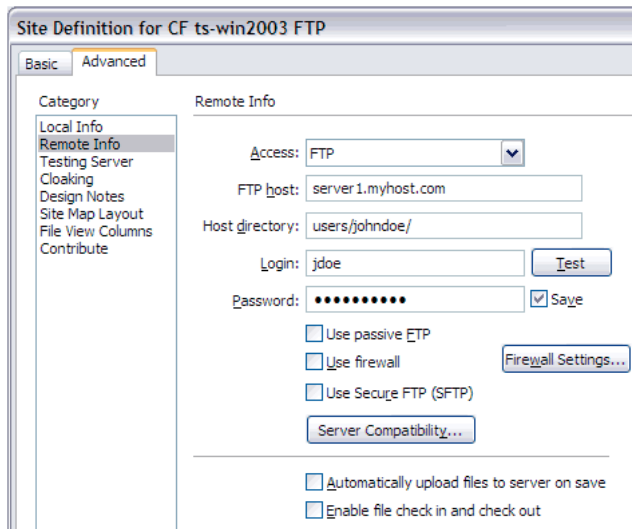 Site Definition for CF ts-win2003 FTP
Basic Advanced
Category
Local Info
Remote Info
Testing Server
Cloaking
Design Notes
Site Map Layout
File View Columns
Contribute
Remote Info
Access: FTP
FTP host: server1.myhost.com
Host directory: users/johndoe/
Login: jdoe Test
Password: •••••••••• Save
Use passive FTP
Use firewall Firewall Settings...
Use Secure FTP (SFTP)
Server Compatibility...
Automatically upload files to server on save
Enable file check in and check out